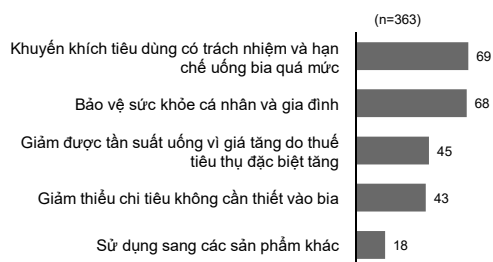 (n=363)
Khuyến khích tiêu dùng có trách nhiệm và hạn
chế uống bia quá mức
69
Bảo vệ sức khỏe cá nhân và gia đình
68
Giảm được tần suất uống vì giá tăng do thuế
tiêu thụ đặc biệt tăng
45
Giảm thiểu chi tiêu không cần thiết vào bia
43
Sử dụng sang các sản phẩm khác
18